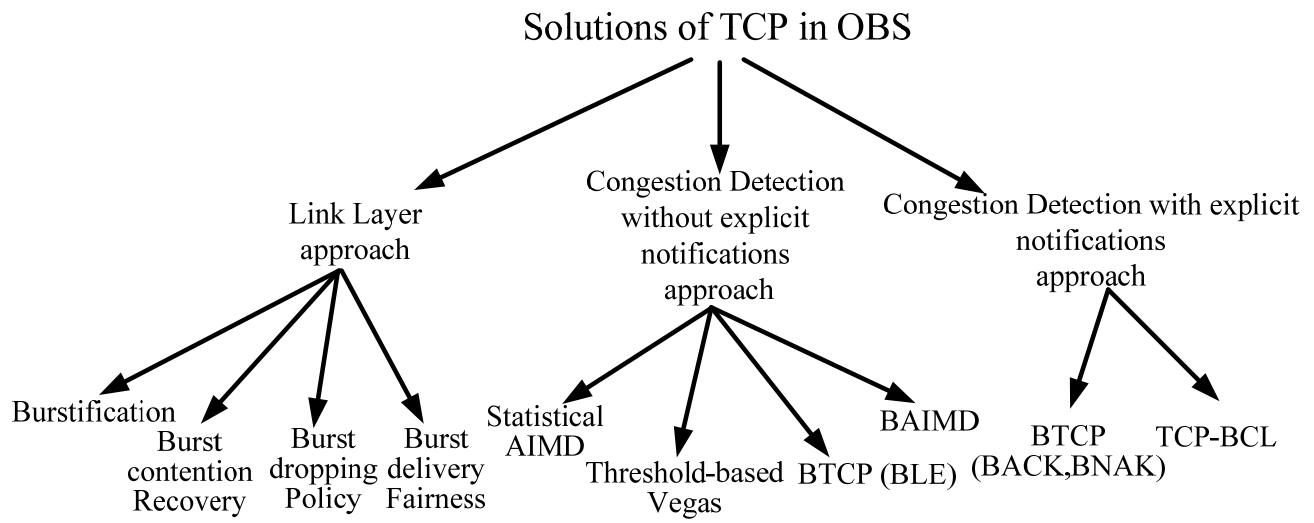 Solutions of TCP in OBS
Link Layer
approach
Congestion Detection
without explicit
notifications
approach
Congestion Detection with explicit
notifications
approach
Burstification
Burst
contention
Recovery
Burst
dropping
Policy
Burst
delivery
Fairness
Statistical
AIMD
Threshold-based
Vegas
BTCP (BLE)
BAIMD
BTCP
(BACK,BNAK)
TCP-BCL